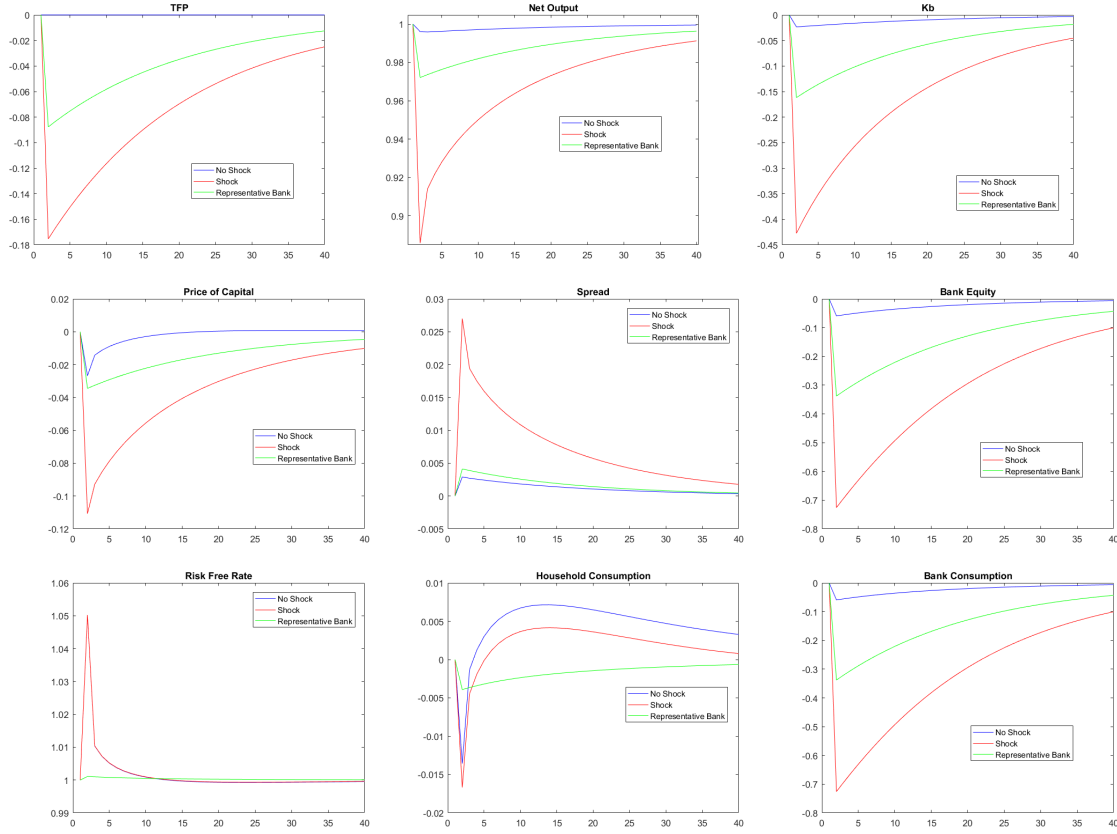 TFP
0
-0.02
-0.04
-0.06
-0.08
-0.1
-0.12
-0.14
-0.16
-0.18
0 5 10 15 20 25 30 35 40
No Shock
Shock
Representative Bank
Net Output
1
0.98
0.96
0.94
0.92
0.9
5 10 15 20 25 30 35 40
No Shock
Shock
Representative Bank
Kb
0
-0.05
-0.1
-0.15
-0.2
-0.25
-0.3
-0.35
-0.4
-0.45
0 5 10 15 20 25 30 35 40
No Shock
Shock
Representative Bank
Price of Capital
0.02
0
-0.02
-0.04
-0.06
-0.08
-0.1
-0.12
0 5 10 15 20 25 30 35 40
No Shock
Shock
Representative Bank
Spread
0.03
0.025
0.02
0.015
0.01
0.005
0
-0.005
0 5 10 15 20 25 30 35 40
No Shock
Shock
Representative Bank
Bank Equity
0
-0.1
-0.2
-0.3
-0.4
-0.5
-0.6
-0.7
-0.8
0 5 10 15 20 25 30 35 40
No Shock
Shock
Representative Bank
Risk Free Rate
1.06
1.05
1.04
1.03
1.02
1.01
1
0.99
0 5 10 15 20 25 30 35 40
No Shock
Shock
Representative Bank
Household Consumption
0.01
0.005
0
-0.005
-0.01
-0.015
-0.02
0 5 10 15 20 25 30 35 40
No Shock
Shock
Representative Bank
Bank Consumption
0
-0.1
-0.2
-0.3
-0.4
-0.5
-0.6
-0.7
-0.8
0 5 10 15 20 25 30 35 40
No Shock
Shock
Representative Bank